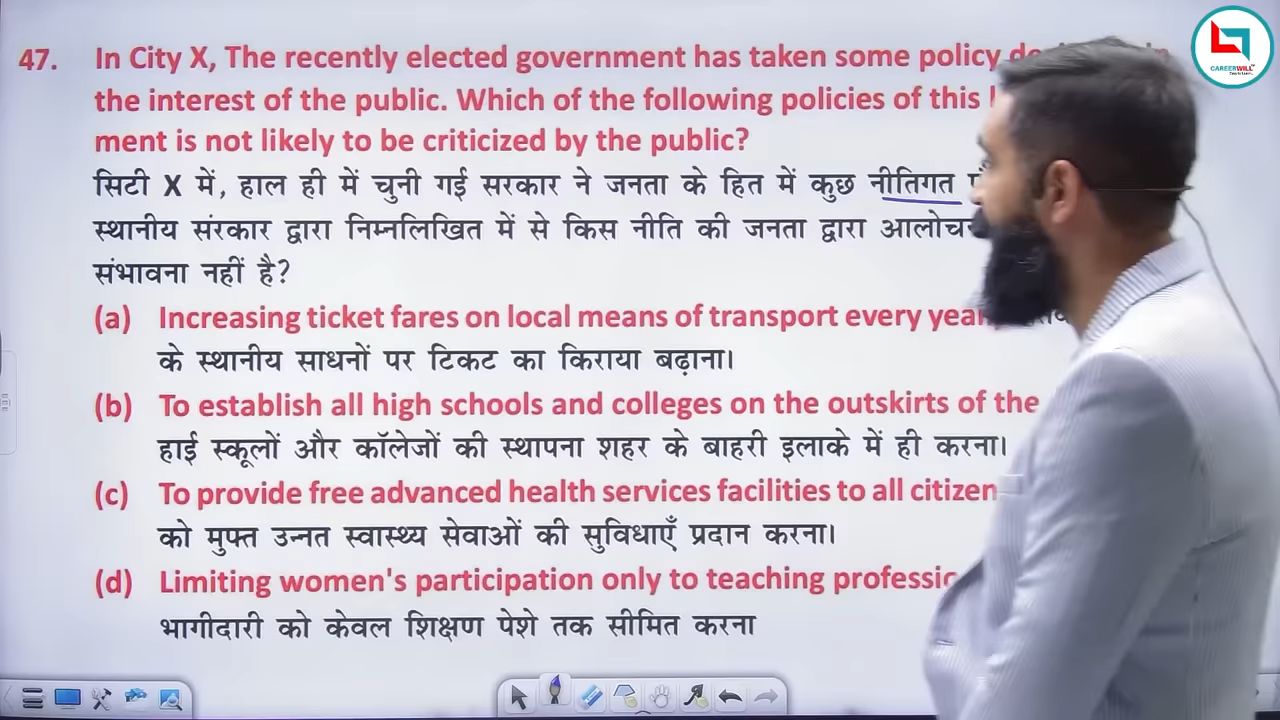 47. In City X, The recently elected government has taken some policy
the interest of the public. Which of the following policies of this
ment is not likely to be criticized by the public?
सिटी X में, हाल ही में चुनी गई सरकार ने जनता के हित में कुछ नीतिगत
स्थानीय संरकार द्वारा निम्नलिखित में से किस नीति की जनता द्वारा
संभावना नहीं है?
(a) Increasing ticket fares on local means of transport every year,
के स्थानीय साधनों पर टिकट का किराया बढ़ाना।
(b) To establish all high schools and colleges on the outskirts of the
हाई स्कूलों और कॉलेजों की स्थापना शहर के बाहरी इलाके में ही करना।
(c) To provide free advanced health services facilities to all
को मुफ्त उन्नत स्वास्थ्य सेवाओं की सुविधाएँ प्रदान करना।
(d) Limiting women's participation only to teaching
भागीदारी को केवल शिक्षण पेशे तक सीमित करना
CAREERWILL